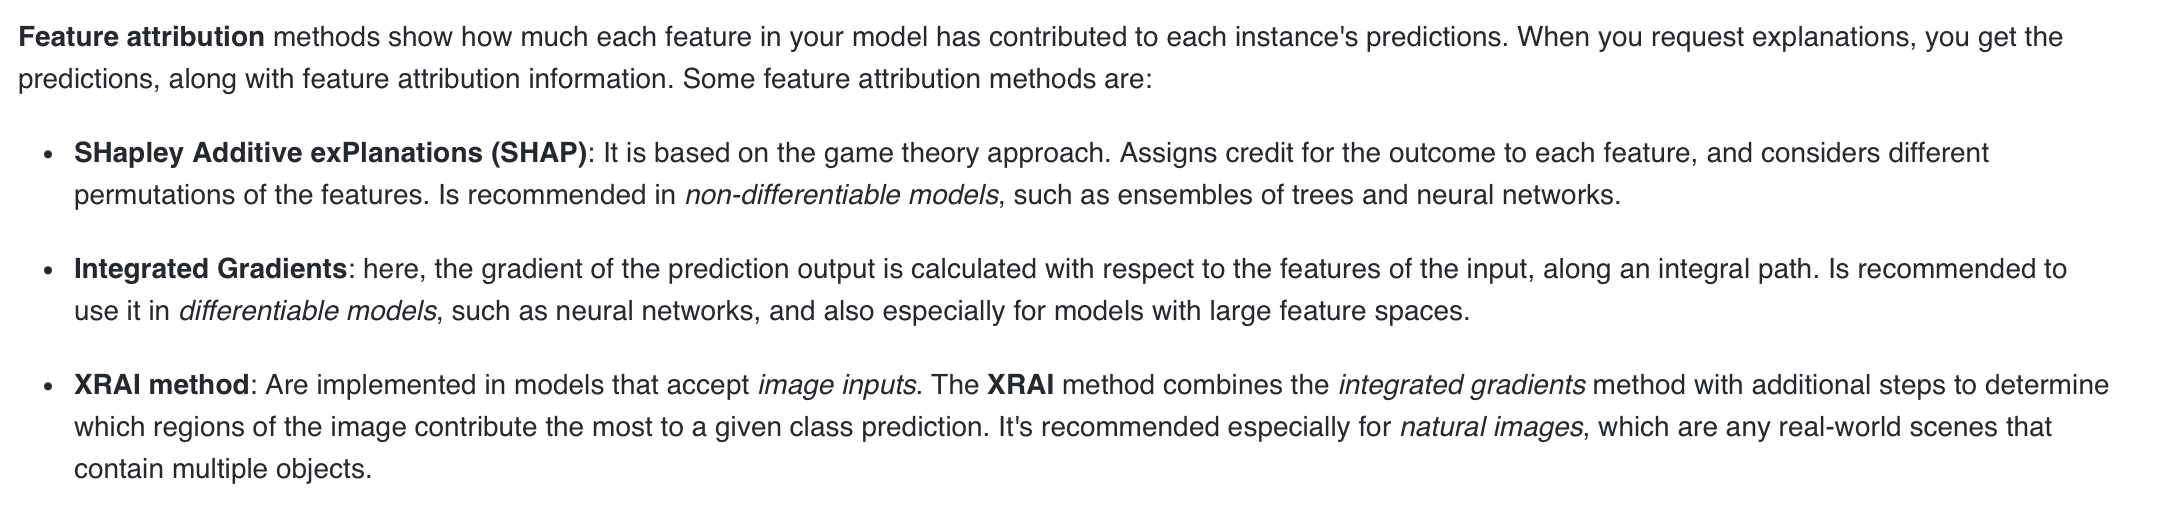 Feature attribution methods show how much each feature in your model has contributed to each instance's predictions. When you request explanations, you get the
predictions, along with feature attribution information. Some feature attribution methods are:
• SHapley Additive exPlanations (SHAP): It is based on the game theory approach. Assigns credit for the outcome to each feature, and considers different
permutations of the features. Is recommended in non-differentiable models, such as ensembles of trees and neural networks.
• Integrated Gradients: here, the gradient of the prediction output is calculated with respect to the features of the input, along an integral path. Is recommended to
use it in differentiable models, such as neural networks, and also especially for models with large feature spaces.
• XRAI method: Are implemented in models that accept image inputs. The XRAI method combines the integrated gradients method with additional steps to determine
which regions of the image contribute the most to a given class prediction. It's recommended especially for natural images, which are any real-world scenes that
contain multiple objects.